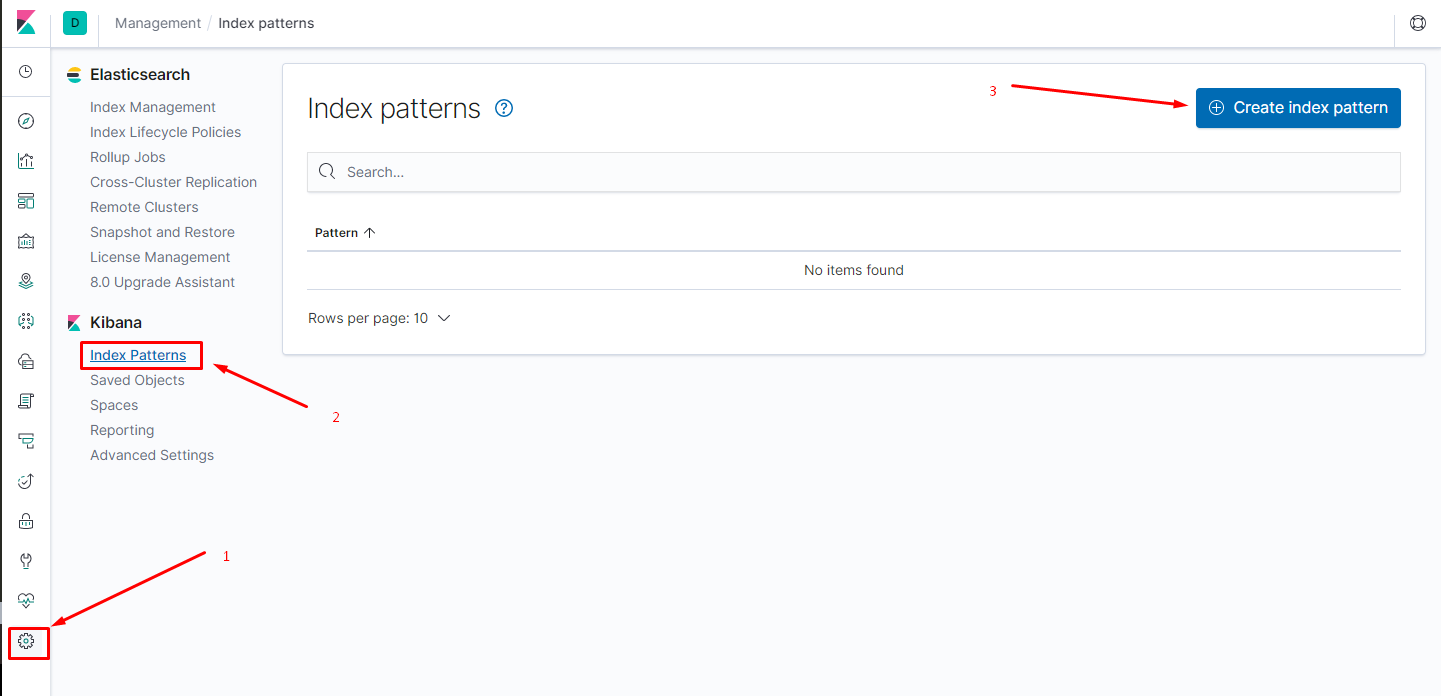 D
Management / Index patterns
Elasticsearch
Index Management
Index Lifecycle Policies
Rollup Jobs
Cross-Cluster Replication
Remote Clusters
Snapshot and Restore
License Management
8.0 Upgrade Assistant
Kibana
Index Patterns
Saved Objects
Spaces
Reporting
Advanced Settings
2
1
Index patterns ?
3
Create index pattern
Search...
Pattern
No items found
Rows per page: 10